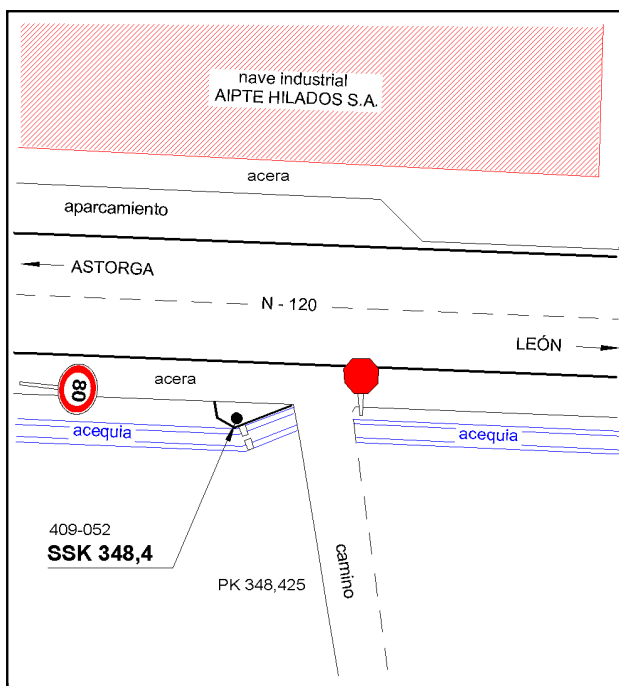 nave industrial
AIPTE HILADOS S.A.
acera
aparcamiento
ASTORGA
N - 120
LEÓN
acera
80
acequia
acequia
409-052
SSK 348,4
PK 348,425
camino